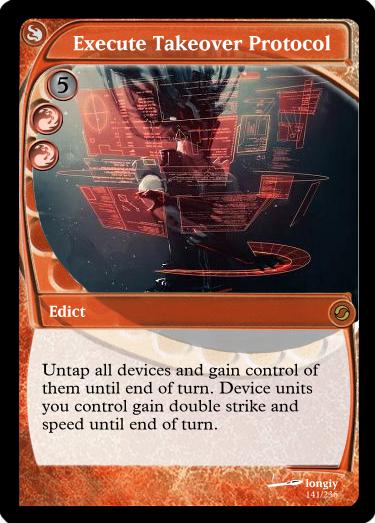 Execute Takeover Protocol
5
Edict
Untap all devices and gain control of
them until end of turn. Device units
you control gain double strike and
speed until end of turn.
longly
141/236